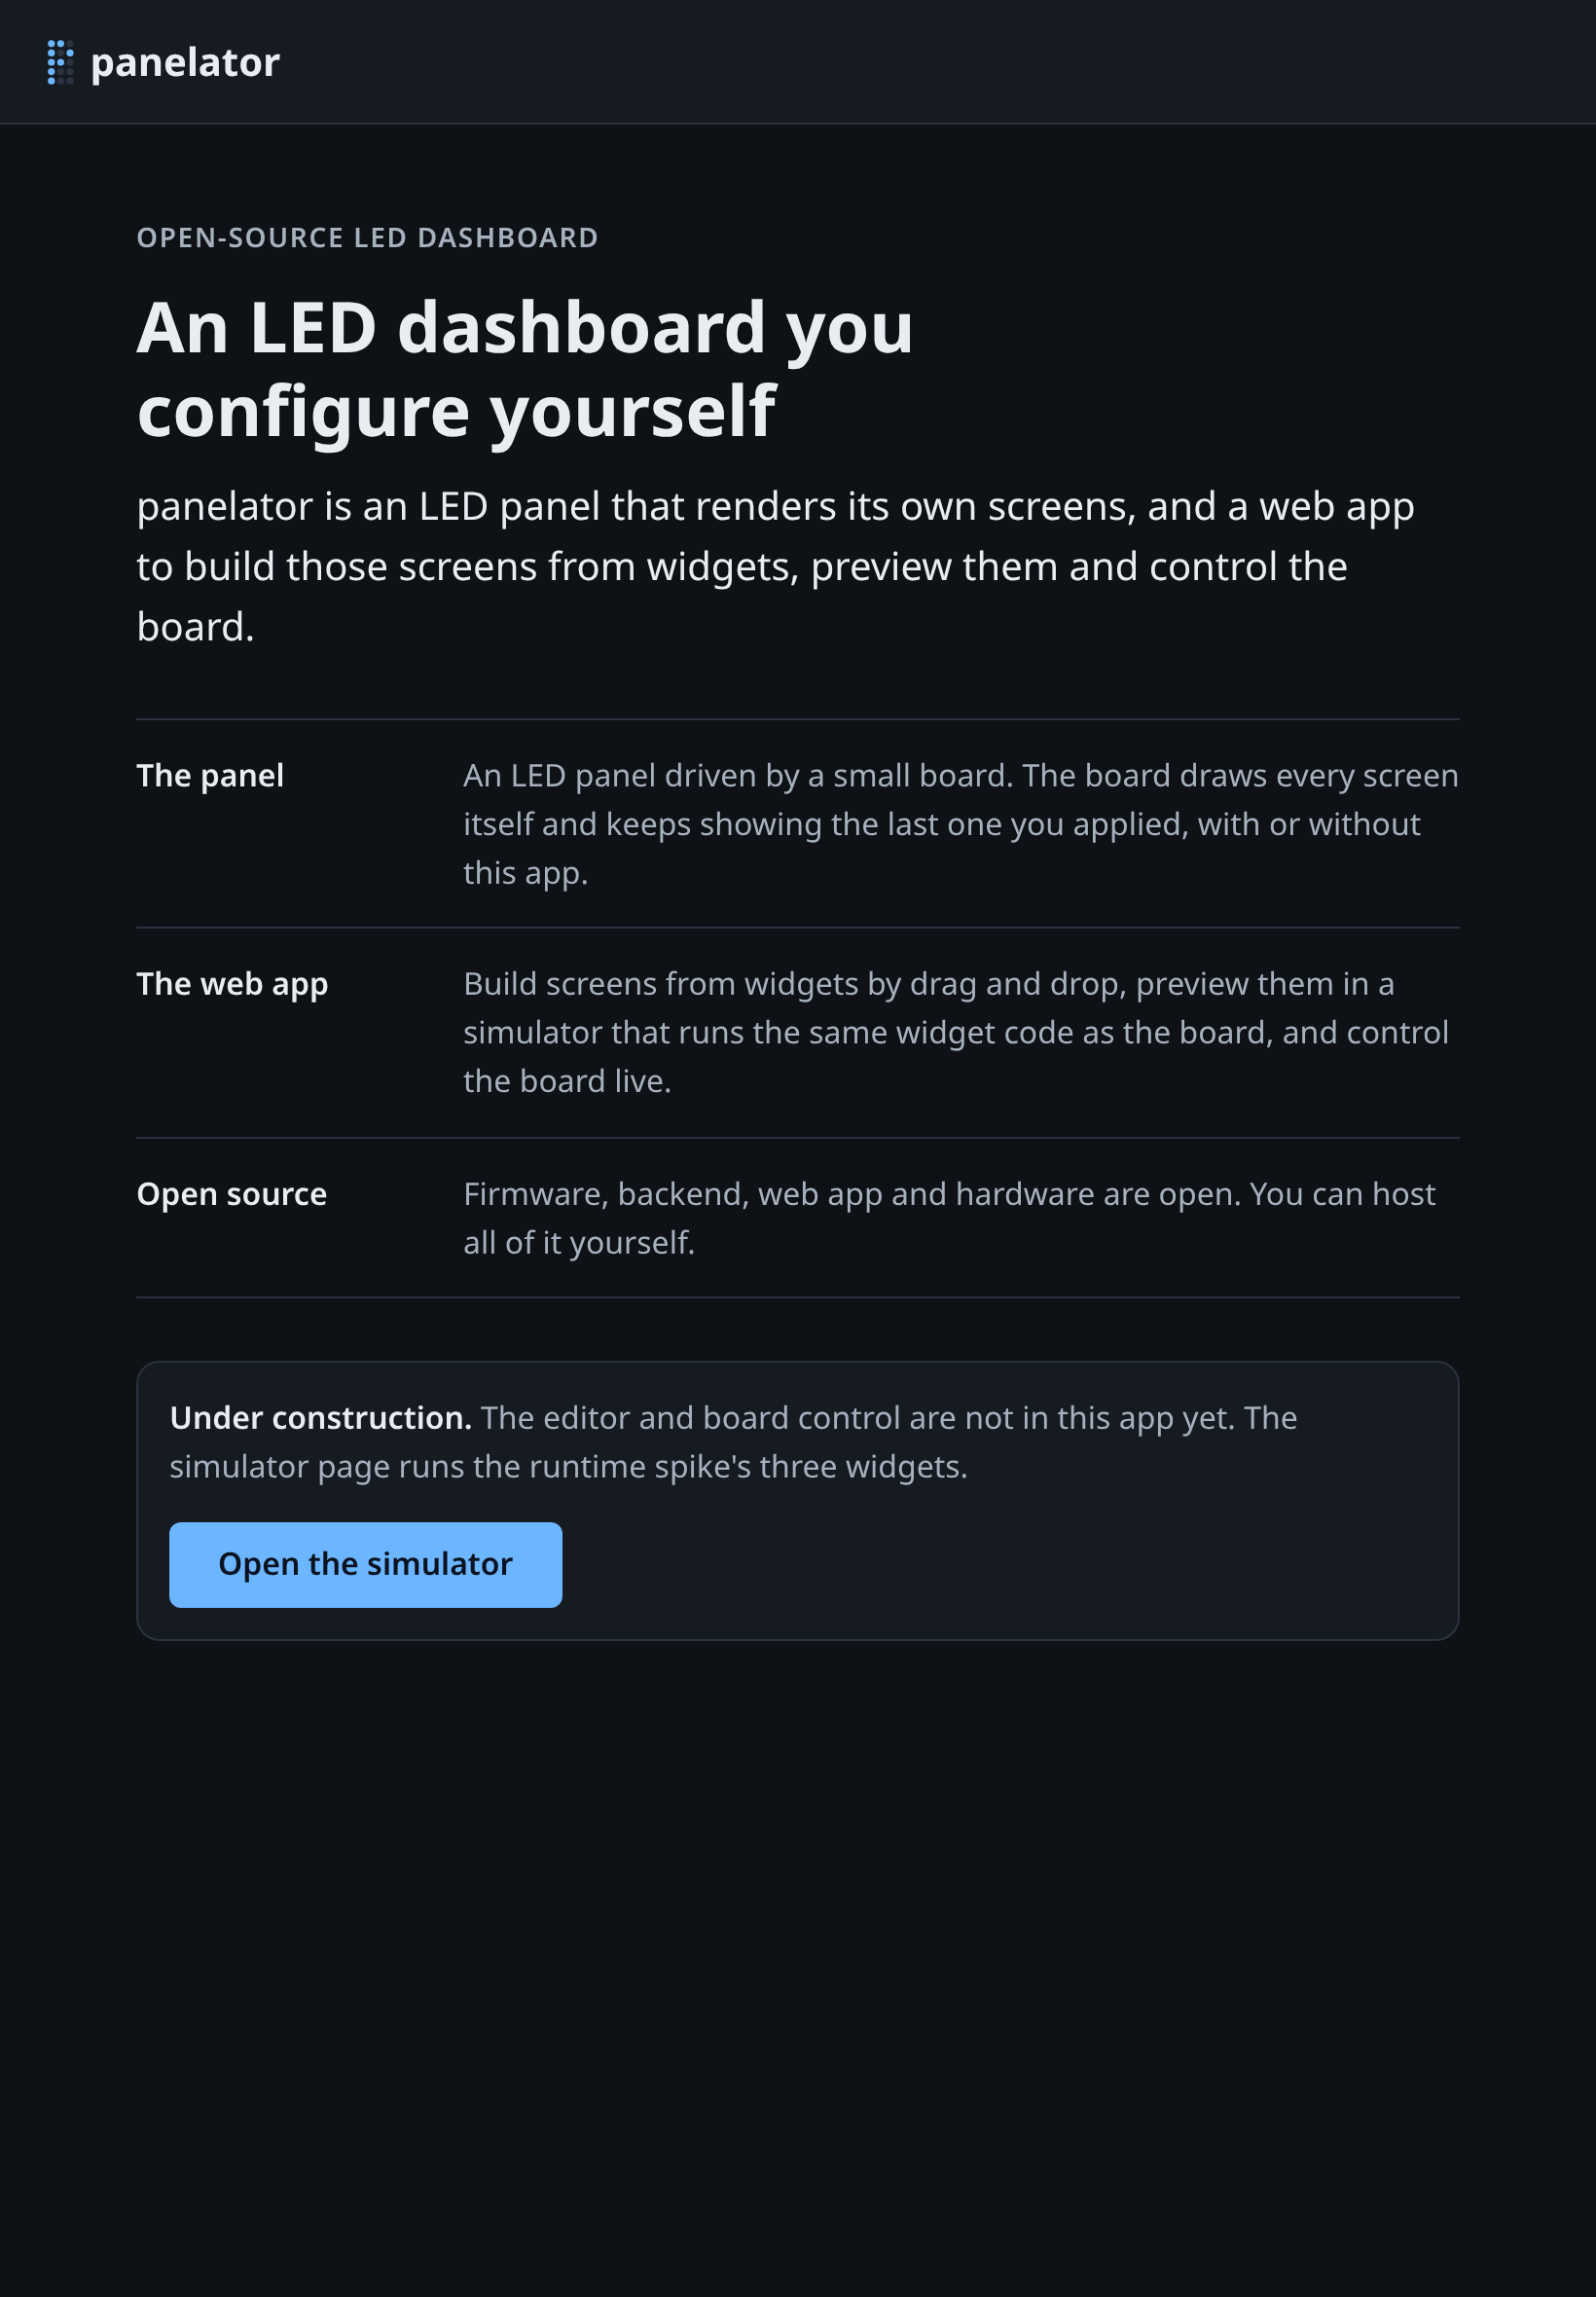 panelator
OPEN-SOURCE LED DASHBOARD
An LED dashboard you
configure yourself
panelator is an LED panel that renders its own screens, and a web app
to build those screens from widgets, preview them and control the
board.
The panel
An LED panel driven by a small board. The board draws every screen
itself and keeps showing the last one you applied, with or without
this app.
The web app
Build screens from widgets by drag and drop, preview them in a
simulator that runs the same widget code as the board, and control
the board live.
Open source
Firmware, backend, web app and hardware are open. You can host
all of it yourself.
Under construction. The editor and board control are not in this app yet. The
simulator page runs the runtime spike's three widgets.
Open the simulator